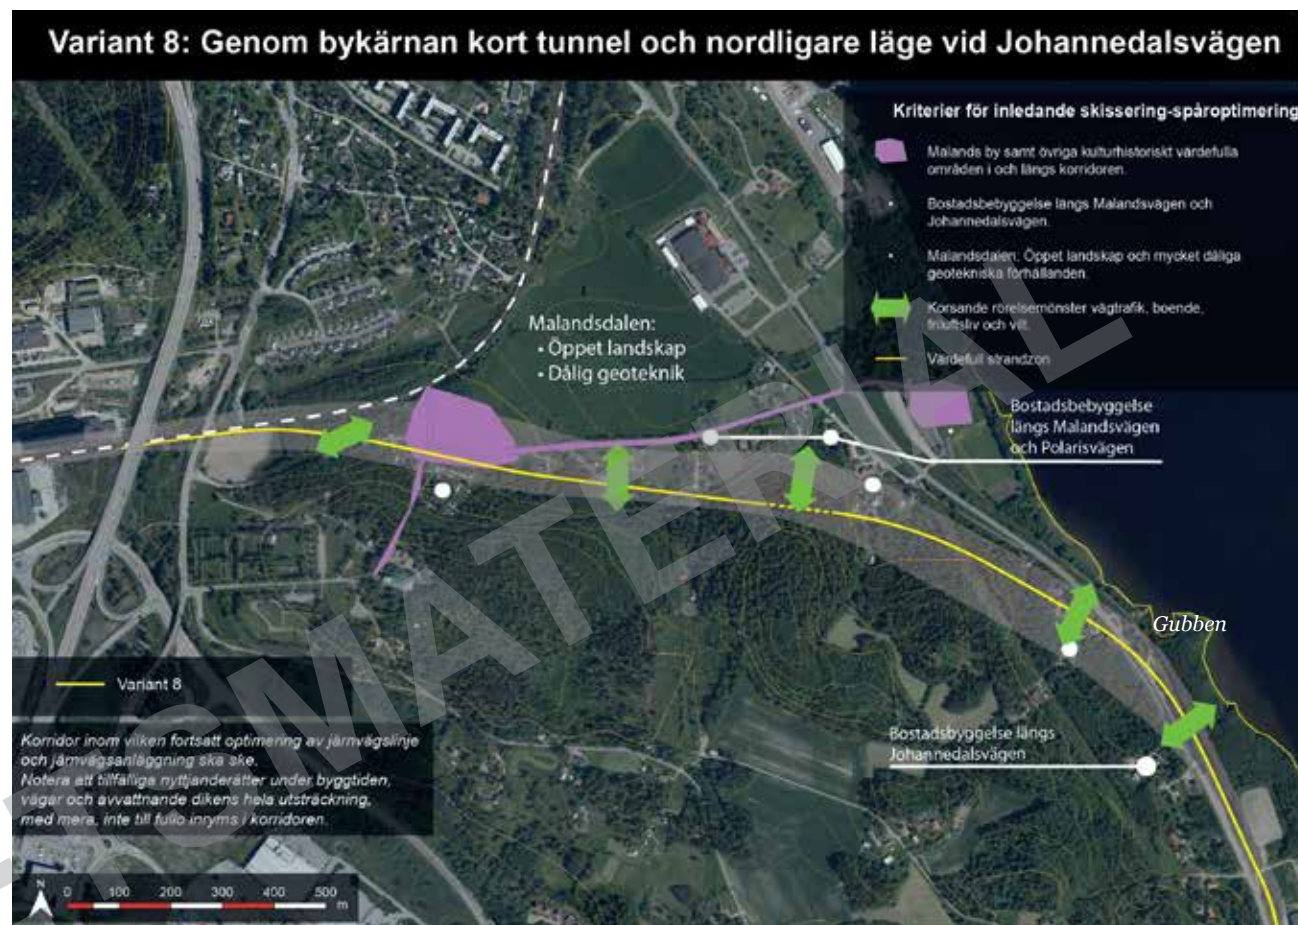 Variant 8: Genom bykärnan kort tunnel och nordligare läge vid Johannedalsvägen
Kriterier för inledande skissering-spåroptimering
Malands by samt övriga kulturhistoriskt värdefulla
områden i och längs korridoren.
Bostadsbebyggelse längs Malandsvägen och
Johannedalsvägen.
Malandsdalen: Öppet landskap och mycket dåliga
geotekniska förhållanden.
Korsande rörelsemönster vägtrafik, boende,
friluftsliv och vilt.
Värdefull strandzon
Malandsdalen:
• Öppet landskap
• Dålig geoteknik
Bostadsbebyggelse
längs Malandsvägen
och Polarisvägen
Gubben
Bostadsbyggelse längs
Johannedalsvägen
Variant 8
Korridor inom vilken fortsatt optimering av järnvägslinje
och järnvägsanläggning ska ske.
Notera att tillfälliga nyttjanderätter under byggtiden,
vägar och avvattnande dikens hela utsträckning,
med mera, inte till fullo inryms i korridoren.
N
0 100 200 300 400 500
m
TSMATERIAL